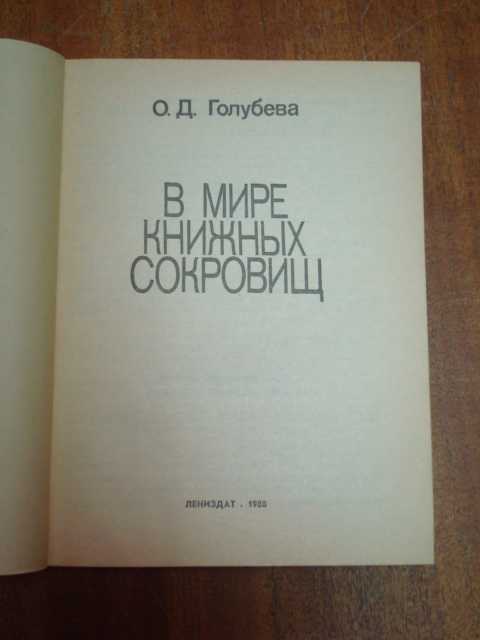 О. Д. Голубева
В МИРЕ
КНИЖНЫХ
СОКРОВИЩ
ЛЕНИЗДАТ . 1988